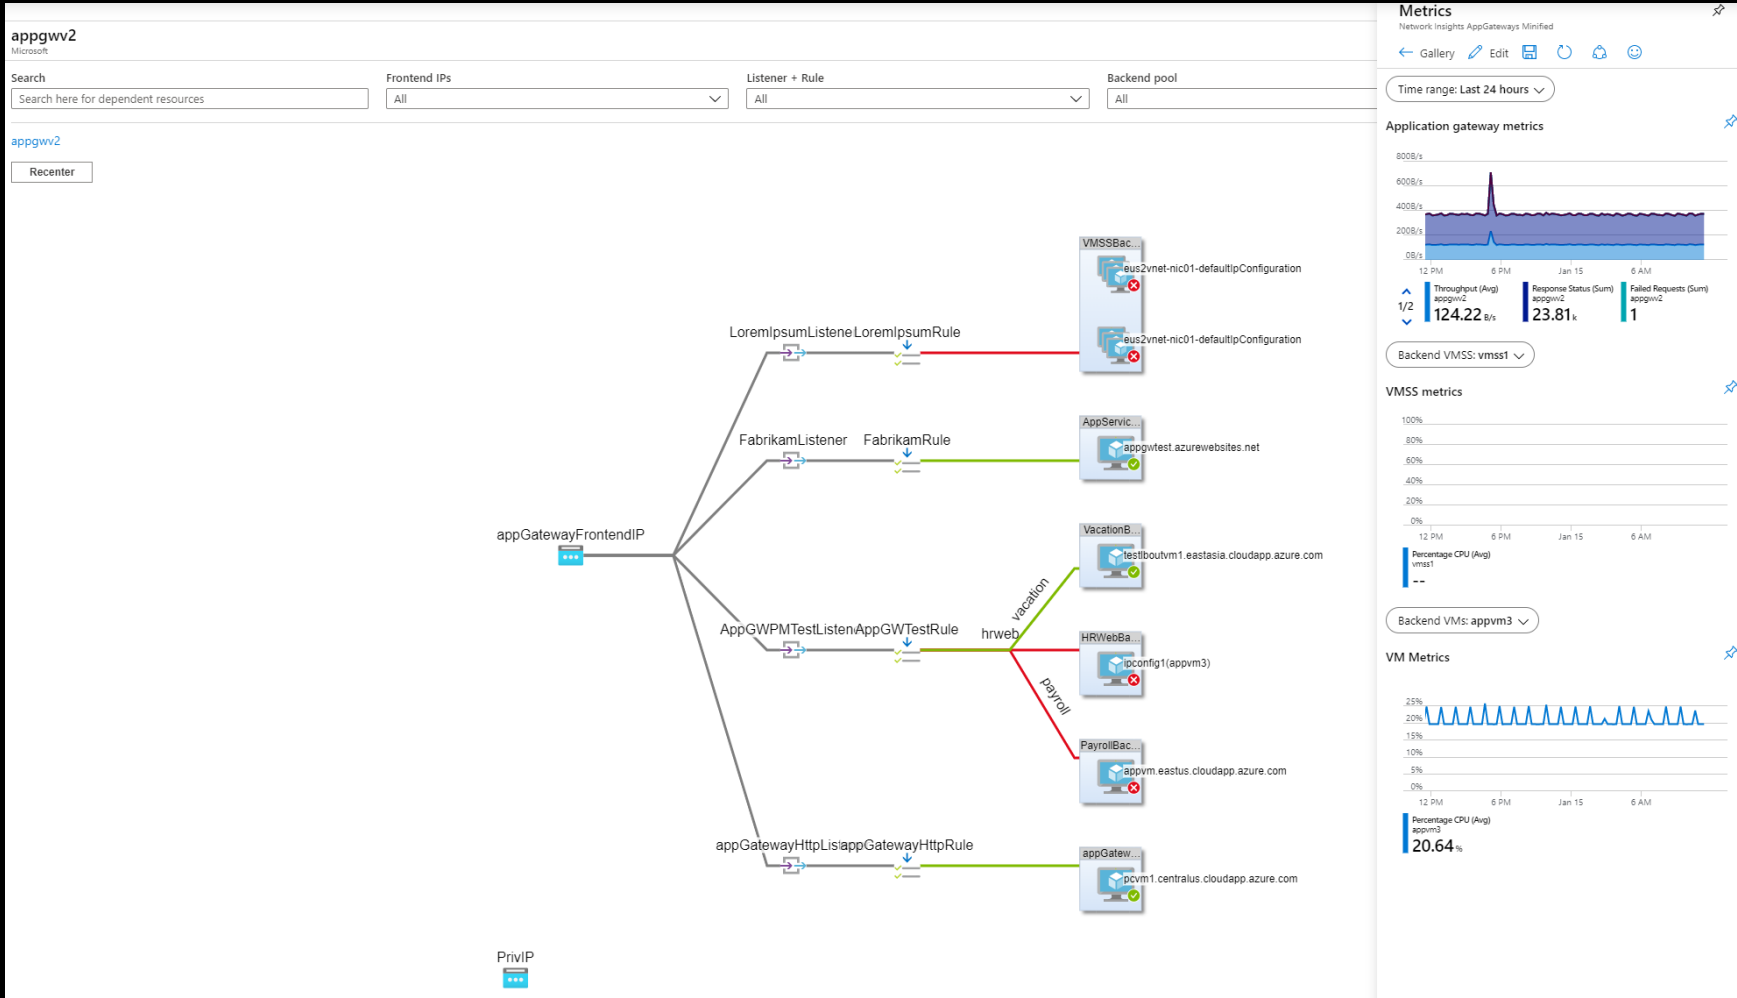 appgwv2
Microsoft
Search
Frontend IPs
Listener + Rule
Backend pool
Search here for dependent resources
All
All
All
appgwv2
Recenter
VMSSBac...
eus2vnet-nic01-defaultIpConfiguration
eus2vnet-nic01-defaultIpConfiguration
LoremIpsumListene
LoremIpsumRule
AppServic...
appgwtest.azurewebsites.net
FabrikamListener
FabrikamRule
VacationB...
testlboutvm1.eastasia.cloudapp.azure.com
appGatewayFrontendIP
vacation
AppGWPMTestListen
AppGWTestRule
hrweb
HRWebBa...
ipconfig1(appvm3)
payroll
PayrollBac...
appvm.eastus.cloudapp.azure.com
appGatewayHttpList
appGatewayHttpRule
appGatew...
pcvm1.centralus.cloudapp.azure.com
PrivIP
Metrics
Network Insights AppGateways Minified
Gallery
Edit
Time range: Last 24 hours
Application gateway metrics
800B/s
600B/s
400B/s
200B/s
0B/s
12 PM
6 PM
Jan 15
6 AM
1/2
Throughput (Avg)
appgwv2
124.22 B/s
Response Status (Sum)
appgwv2
23.81 k
Failed Requests (Sum)
appgwv2
1
Backend VMSS: vmss1
VMSS metrics
100%
80%
60%
40%
20%
0%
12 PM
6 PM
Jan 15
6 AM
Percentage CPU (Avg)
vmss1
--
Backend VMs: appvm3
VM Metrics
25%
20%
15%
10%
5%
0%
12 PM
6 PM
Jan 15
6 AM
Percentage CPU (Avg)
appvm3
20.64 %